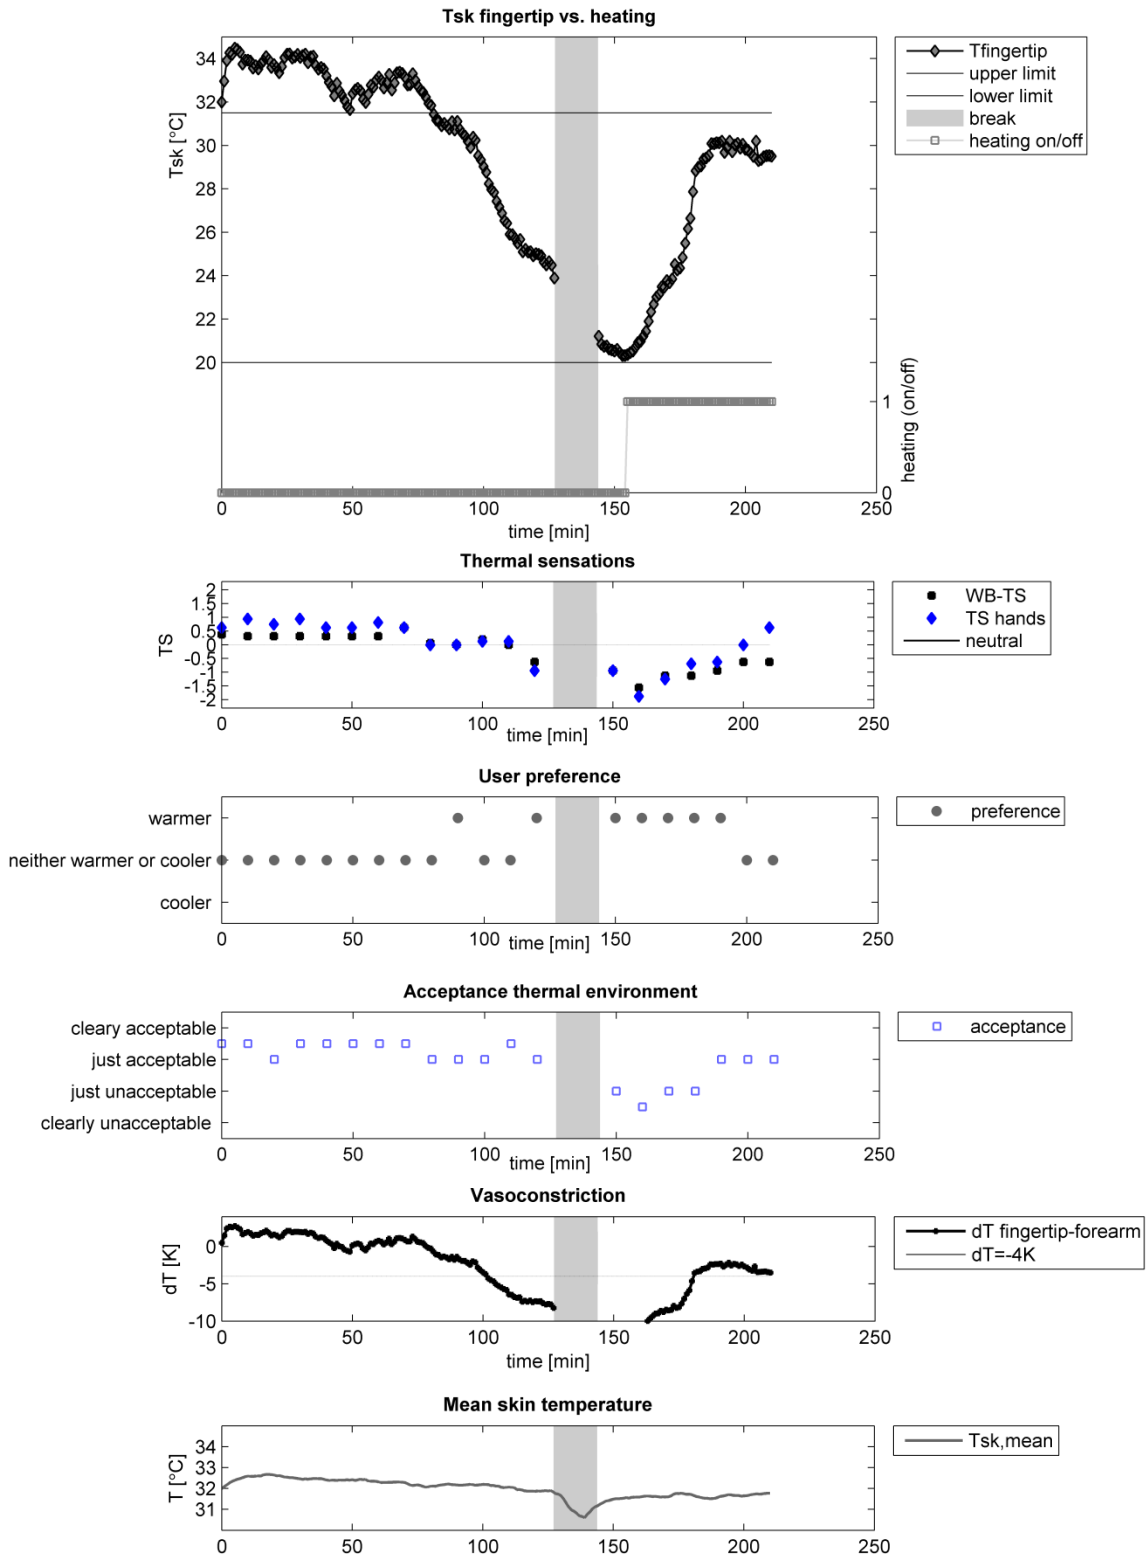 Tsk fingertip vs. heating
Tsk [°C]
34
32
30
28
26
24
22
20
Tfingertip
upper limit
lower limit
break
heating on/off
heating (on/off)
1
0
0 50 100 150 200 250
time [min]
Thermal sensations
TS
2
1.5
1
0.5
0
-0.5
-1
-1.5
-2
WB-TS
TS hands
neutral
0 50 100 150 200 250
time [min]
User preference
warmer
neither warmer or cooler
cooler
preference
0 50 100 150 200 250
time [min]
Acceptance thermal environment
cleary acceptable
just acceptable
just unacceptable
clearly unacceptable
acceptance
0 50 100 150 200 250
time [min]
Vasoconstriction
dT [K]
0
-5
-10
dT fingertip-forearm
dT=-4K
0 50 100 150 200 250
time [min]
Mean skin temperature
T [°C]
34
33
32
31
Tsk,mean
0 50 100 150 200 250